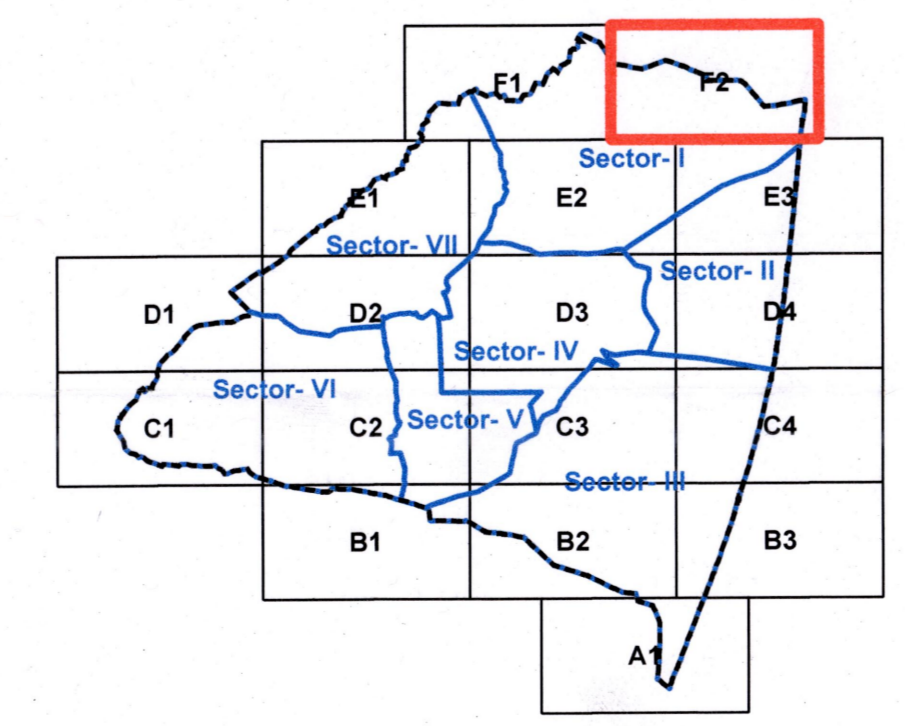 F1
F2
Sector- I
E1
E2
E3
Sector- VII
Sector- II
D1
D2
D3
D4
Sector- IV
Sector- VI
Sector- V
C1
C2
C3
C4
Sector- III
B1
B2
B3
A1